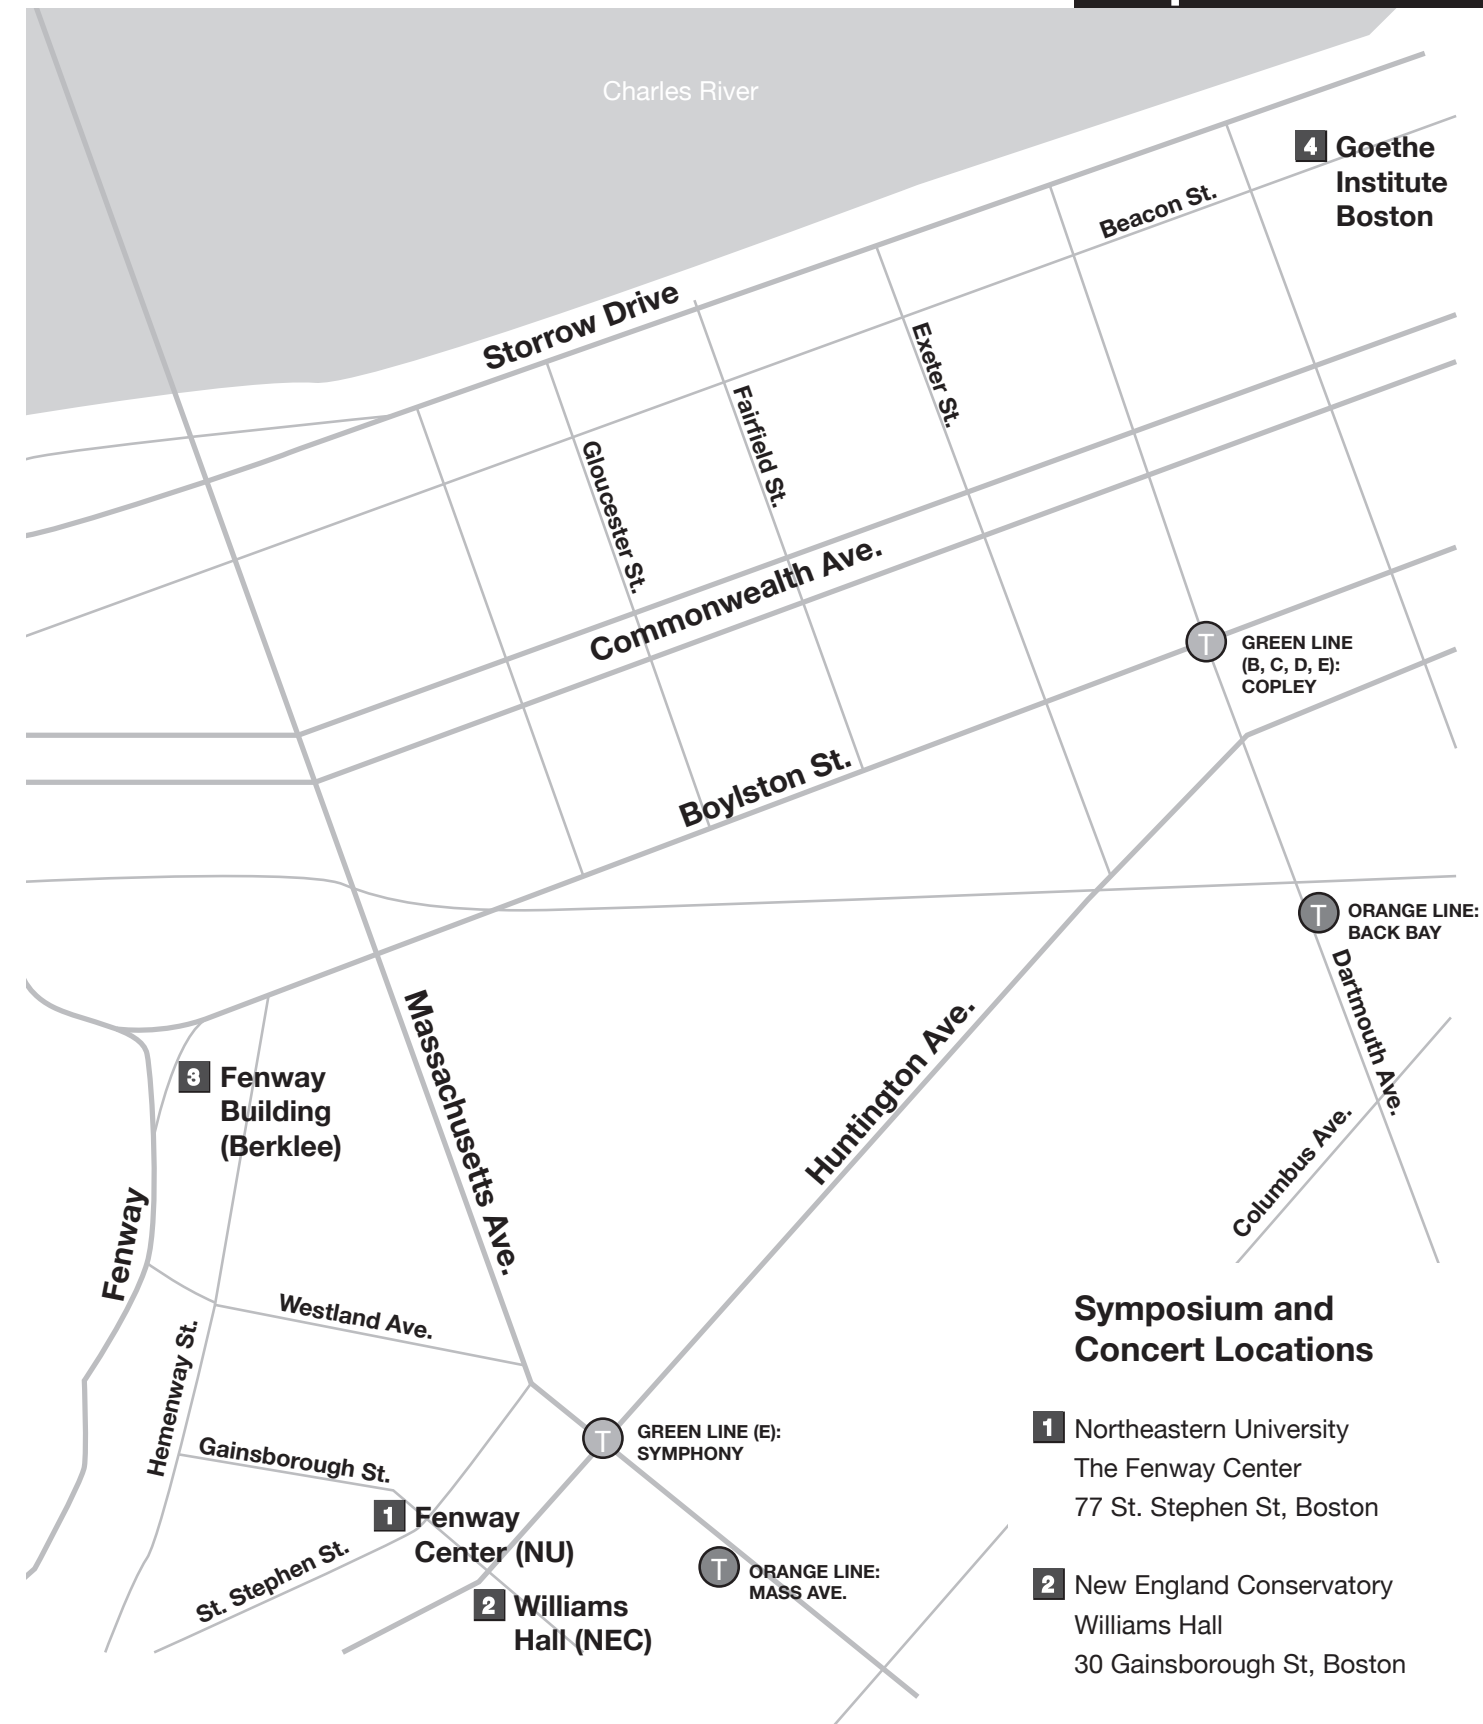 Charles River
4 Goethe
Institute
Boston
Beacon St.
Storrow Drive
Exeter St.
Fairfield St.
Gloucester St.
Commonwealth Ave.
T GREEN LINE
(B, C, D, E):
COPLEY
Boylston St.
T ORANGE LINE:
BACK BAY
Dartmouth Ave.
Massachusetts Ave.
Huntington Ave.
3 Fenway
Building
(Berklee)
Columbus Ave.
Fenway
Westland Ave.
Hemenway St.
Gainsborough St.
T GREEN LINE (E):
SYMPHONY
1 Fenway
Center (NU)
St. Stephen St.
T ORANGE LINE:
MASS AVE.
2 Williams
Hall (NEC)
Symposium and
Concert Locations
1 Northeastern University
The Fenway Center
77 St. Stephen St, Boston
2 New England Conservatory
Williams Hall
30 Gainsborough St, Boston